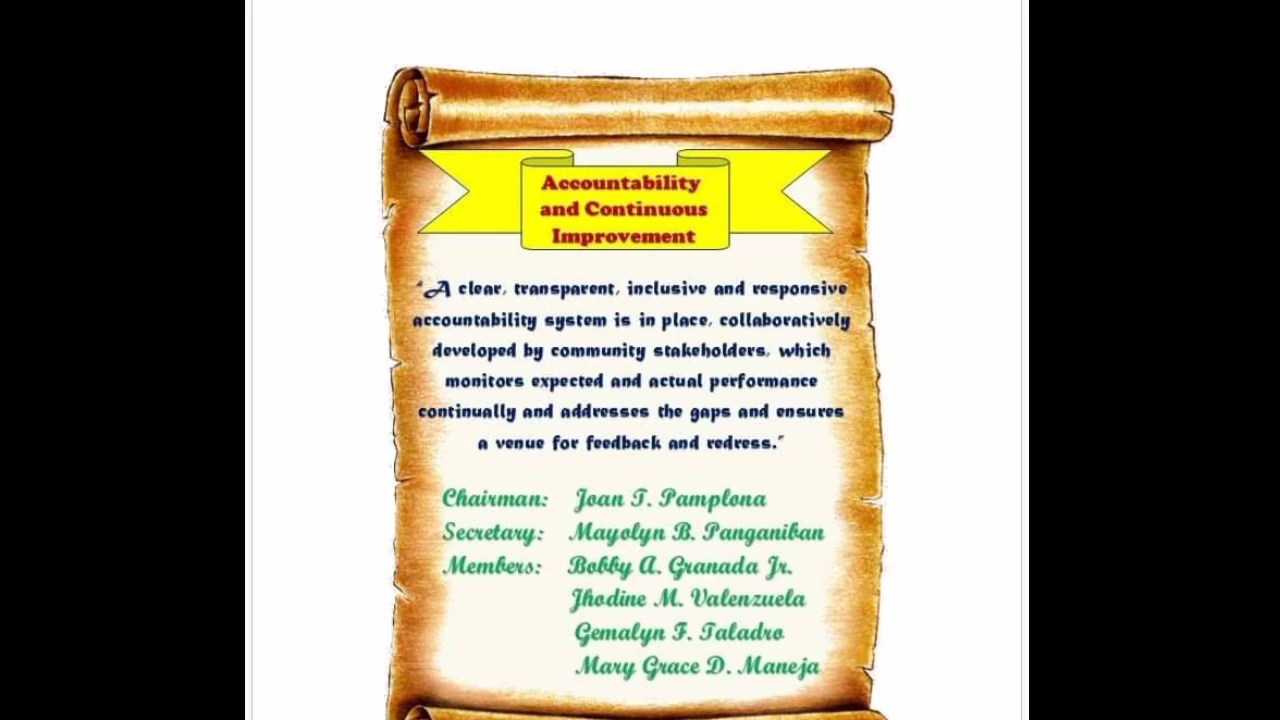 Accountability
and Continuous
Improvement
"A clear, transparent, inclusive and responsive
accountability system is in place, collaboratively
developed by community stakeholders, which
monitors expected and actual performance
continually and addresses the gaps and ensures
a venue for feedback and redress."
Chairman: Joan T. Pamplona
Secretary: Mayolyn B. Panganiban
Members: Bobby A. Granada Jr.
Jhodine M. Valenzuela
Gemalyn F. Taladro
Mary Grace D. Maneja